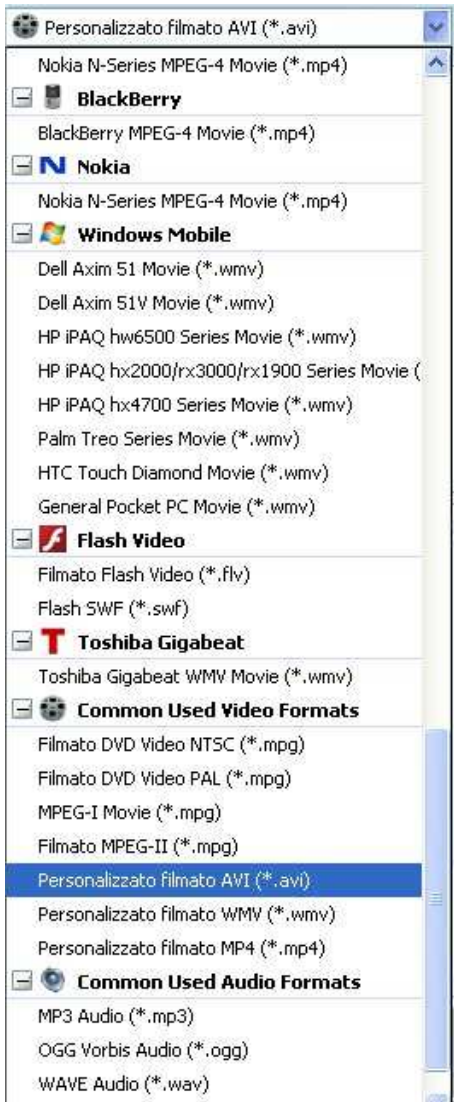 Personalizzato filmato AVI (*.avi)
Nokia N-Series MPEG-4 Movie (*.mp4)
BlackBerry
BlackBerry MPEG-4 Movie (*.mp4)
Nokia
Nokia N-Series MPEG-4 Movie (*.mp4)
Windows Mobile
Dell Axim 51 Movie (*.wmv)
Dell Axim 51V Movie (*.wmv)
HP iPAQ hw6500 Series Movie (*.wmv)
HP iPAQ hx2000/rx3000/rx1900 Series Movie (
HP iPAQ hx4700 Series Movie (*.wmv)
Palm Treo Series Movie (*.wmv)
HTC Touch Diamond Movie (*.wmv)
General Pocket PC Movie (*.wmv)
Flash Video
Filmato Flash Video (*.flv)
Flash SWF (*.swf)
Toshiba Gigabeat
Toshiba Gigabeat WMV Movie (*.wmv)
Common Used Video Formats
Filmato DVD Video NTSC (*.mpg)
Filmato DVD Video PAL (*.mpg)
MPEG-I Movie (*.mpg)
Filmato MPEG-II (*.mpg)
Personalizzato filmato AVI (*.avi)
Personalizzato filmato WMV (*.wmv)
Personalizzato filmato MP4 (*.mp4)
Common Used Audio Formats
MP3 Audio (*.mp3)
OGG Vorbis Audio (*.ogg)
WAVE Audio (*.wav)